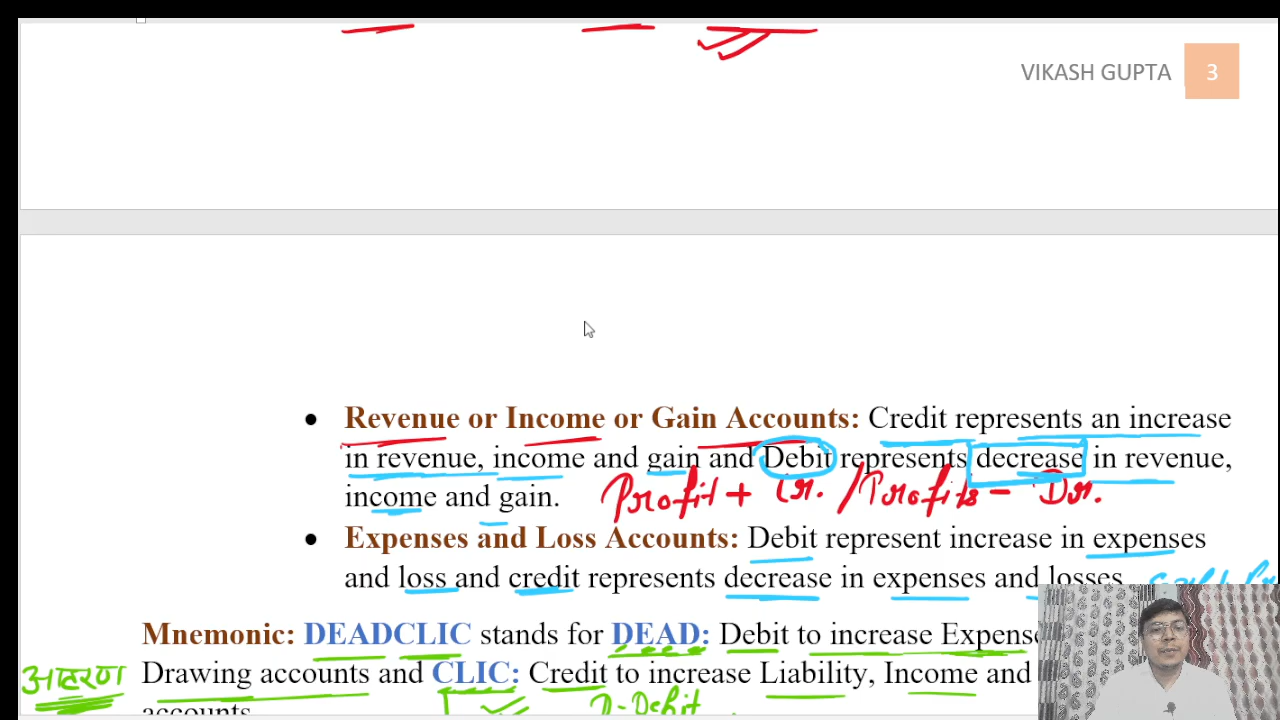 VIKASH GUPTA 3
Revenue or Income or Gain Accounts: Credit represents an increase
in revenue, income and gain and Debit represents decrease in revenue,
income and gain. Profit + Cr. / Profits - Dr.
Expenses and Loss Accounts: Debit represent increase in expenses
and loss and credit represents decrease in expenses and losses.
Mnemonic: DEADCLIC stands for DEAD: Debit to increase Expense
आहरण Drawing accounts and CLIC: Credit to increase Liability, Income and
accounts. D-Debit